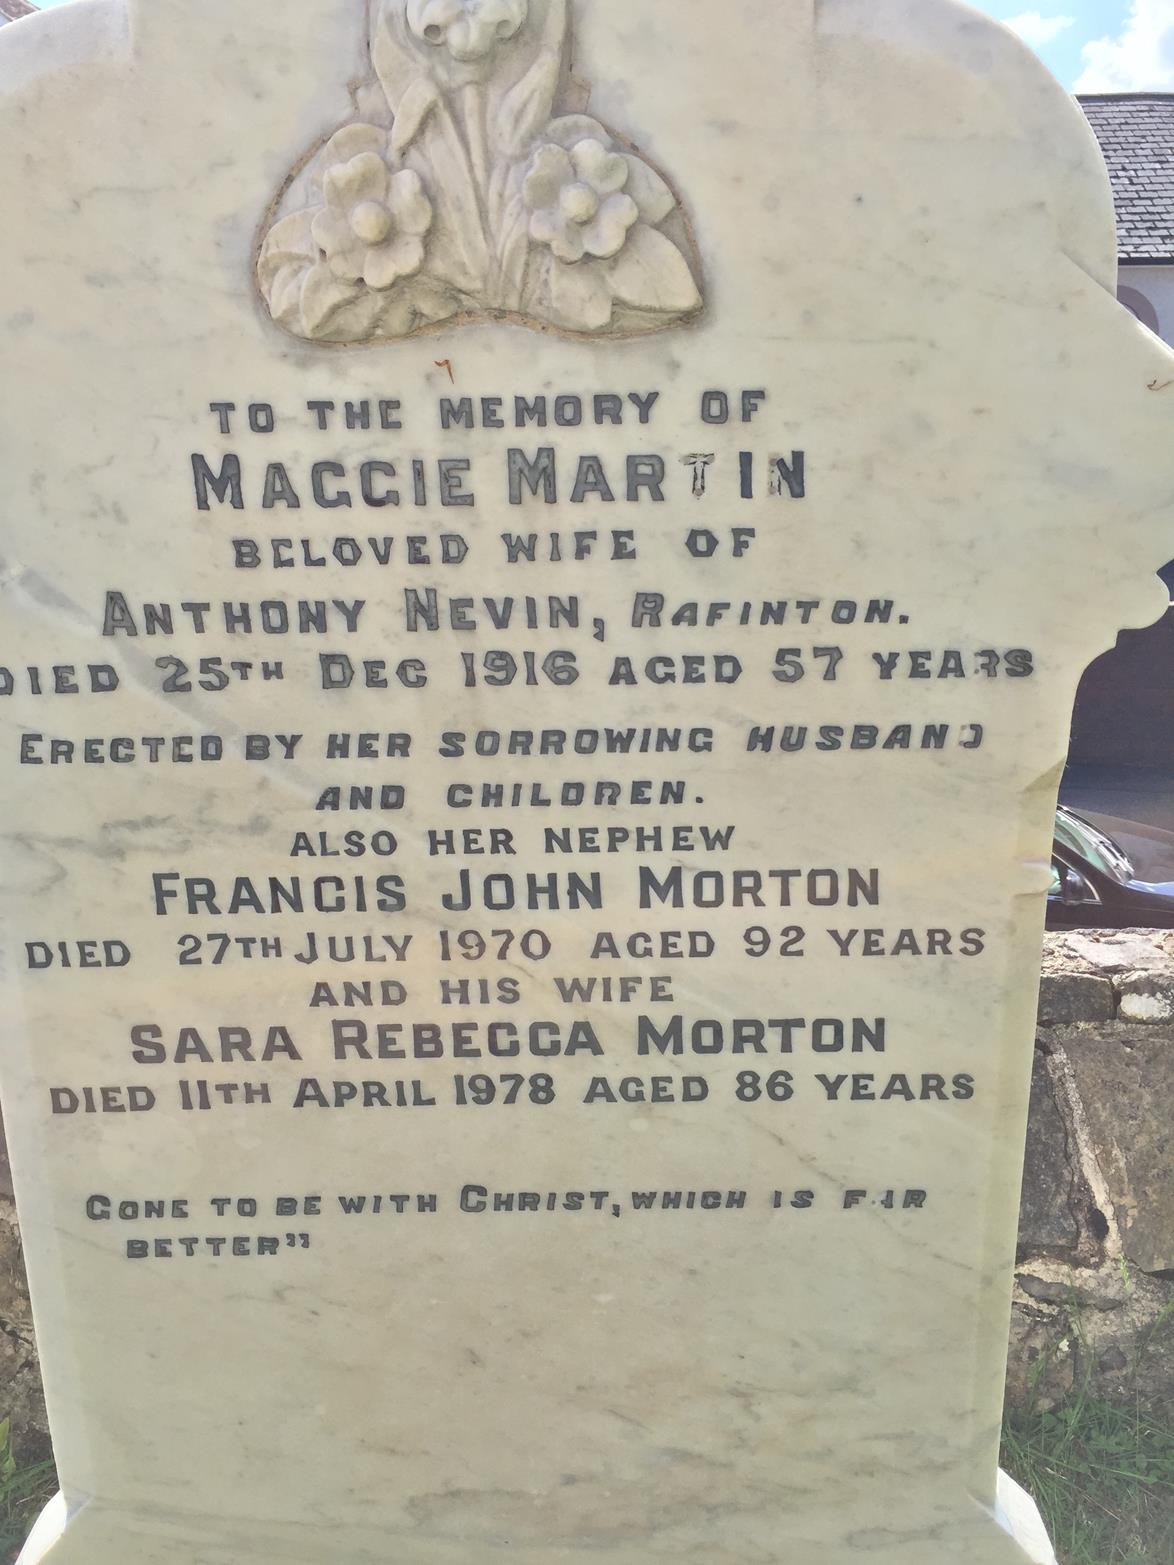 TO THE MEMORY OF
MAGGIE MARTIN
BELOVED WIFE OF
ANTHONY NEVIN, RAFINTON.
DIED 25TH DEC 1916 AGED 57 YEARS
ERECTED BY HER SORROWING HUSBAND
AND CHILDREN.
ALSO HER NEPHEW
FRANCIS JOHN MORTON
DIED 27TH JULY 1970 AGED 92 YEARS
AND HIS WIFE
SARA REBECCA MORTON
DIED 11TH APRIL 1978 AGED 86 YEARS
GONE TO BE WITH CHRIST, WHICH IS FAR
BETTER"